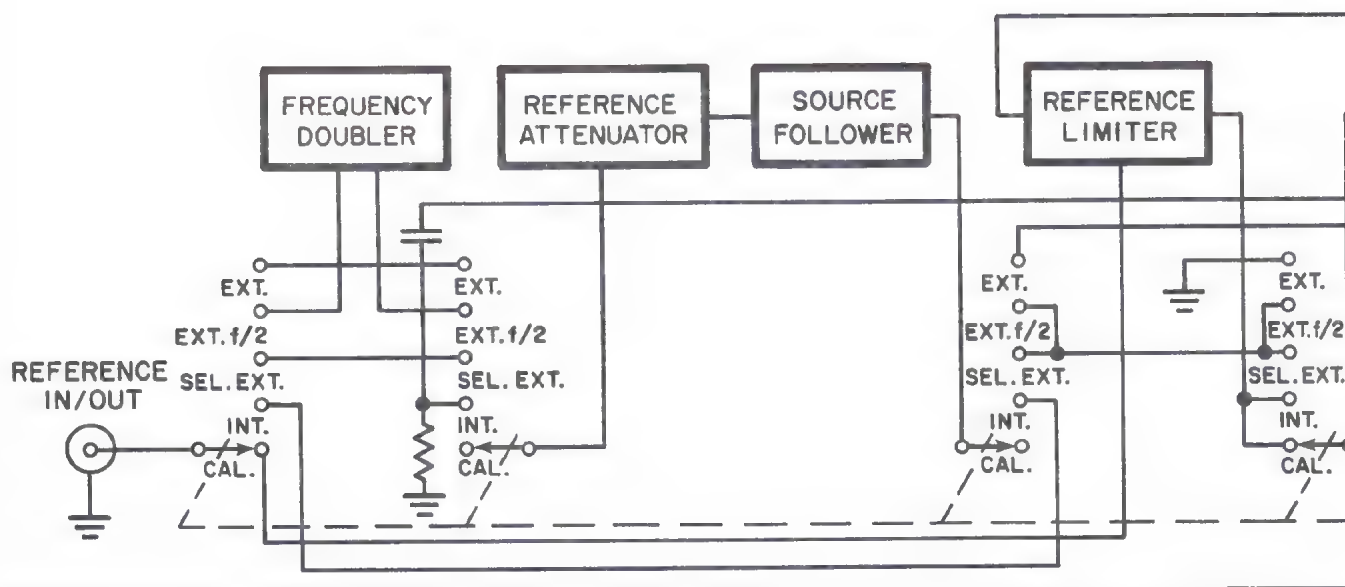 FREQUENCY
DOUBLER
REFERENCE
ATTENUATOR
SOURCE
FOLLOWER
REFERENCE
LIMITER
EXT.
EXT.f/2
SEL.EXT.
INT.
CAL.
EXT.
EXT.f/2
SEL.EXT.
INT.
CAL.
REFERENCE
IN/OUT
EXT.
EXT.f/2
SEL.EXT.
INT.
CAL.
EXT.
EXT.f/2
SEL.EXT.
INT.
CAL.